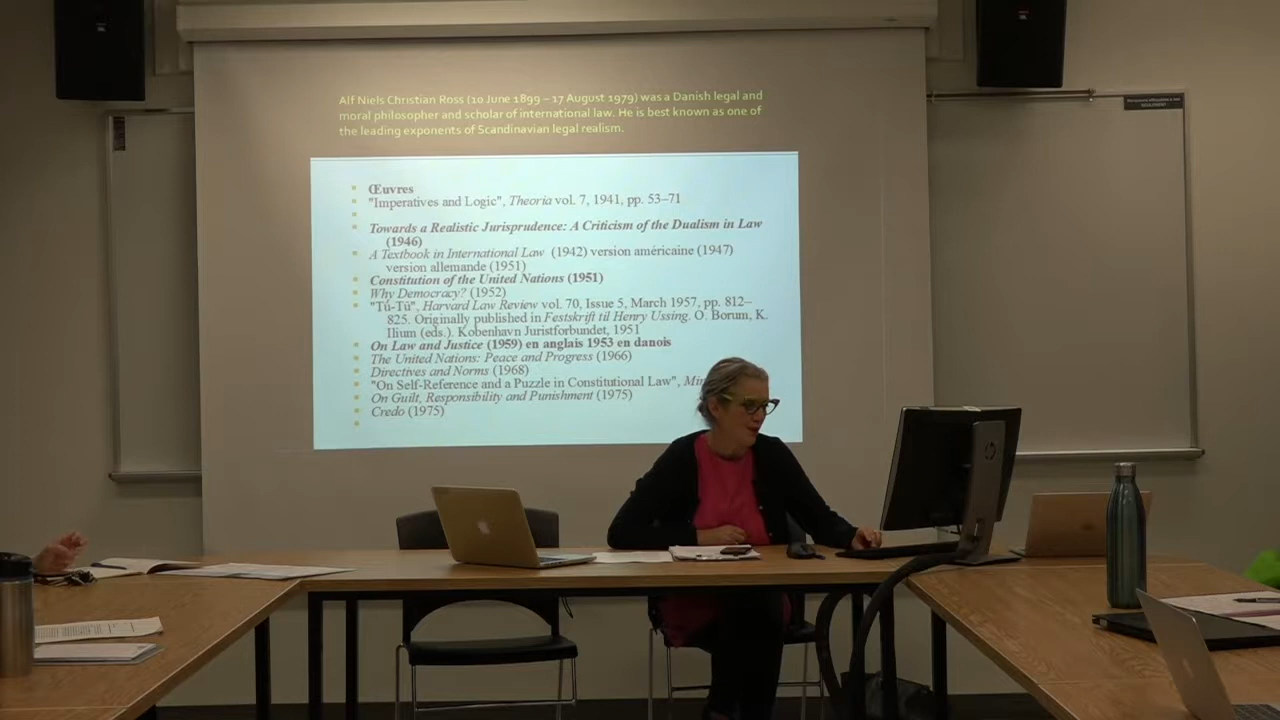 Alf Niels Christian Ross (10 June 1899 – 17 August 1979) was a Danish legal and
moral philosopher and scholar of international law. He is best known as one of
the leading exponents of Scandinavian legal realism.
Œuvres
"Imperatives and Logic", Theoria vol. 7, 1941, pp. 53–71
Towards a Realistic Jurisprudence: A Criticism of the Dualism in Law
(1946)
A Textbook in International Law (1942) version américaine (1947)
version allemande (1951)
Constitution of the United Nations (1951)
Why Democracy? (1952)
"Tû-Tû", Harvard Law Review vol. 70, Issue 5, March 1957, pp. 812–
825. Originally published in Festskrift til Henry Ussing. O. Borum, K.
Ilium (eds.). Kobenhavn Juristforbundet, 1951
On Law and Justice (1959) en anglais 1953 en danois
The United Nations: Peace and Progress (1966)
Directives and Norms (1968)
"On Self-Reference and a Puzzle in Constitutional Law",
On Guilt, Responsibility and Punishment (1975)
Credo (1975)
hp